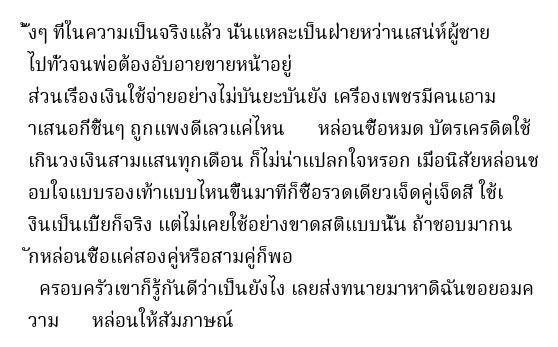 ั้งๆ ที่ในความเป็นจริงแล้ว นั่นแหละเป็นฝ่ายหว่านเสน่ห์ผู้ชาย
ไปทั่วจนพ่อต้องอับอายขายหน้าอยู่
ส่วนเรื่องเงินใช้จ่ายอย่างไม่บันยะบันยัง เครื่องเพชรมีคนเอาม
าเสนอกี่ชิ้นๆ ถูกแพงดีเลวแค่ไหน หล่อนซื้อหมด บัตรเครดิตใช้
เกินวงเงินสามแสนทุกเดือน ก็ไม่น่าแปลกใจหรอก เมื่อนิสัยหล่อนช
อบใจแบบรองเท้าแบบไหนขึ้นมาทีก็ซื้อรวดเดียวเจ็ดคู่เจ็ดสี ใช้เ
งินเป็นเบี้ยก็จริง แต่ไม่เคยใช้อย่างขาดสติแบบนั้น ถ้าชอบมากน
ักหล่อนซื้อแค่สองคู่หรือสามคู่ก็พอ
ครอบครัวเขาก็รู้กันดีว่าเป็นยังไง เลยส่งทนายมาหาดิฉันขอยอมค
วาม หล่อนให้สัมภาษณ์